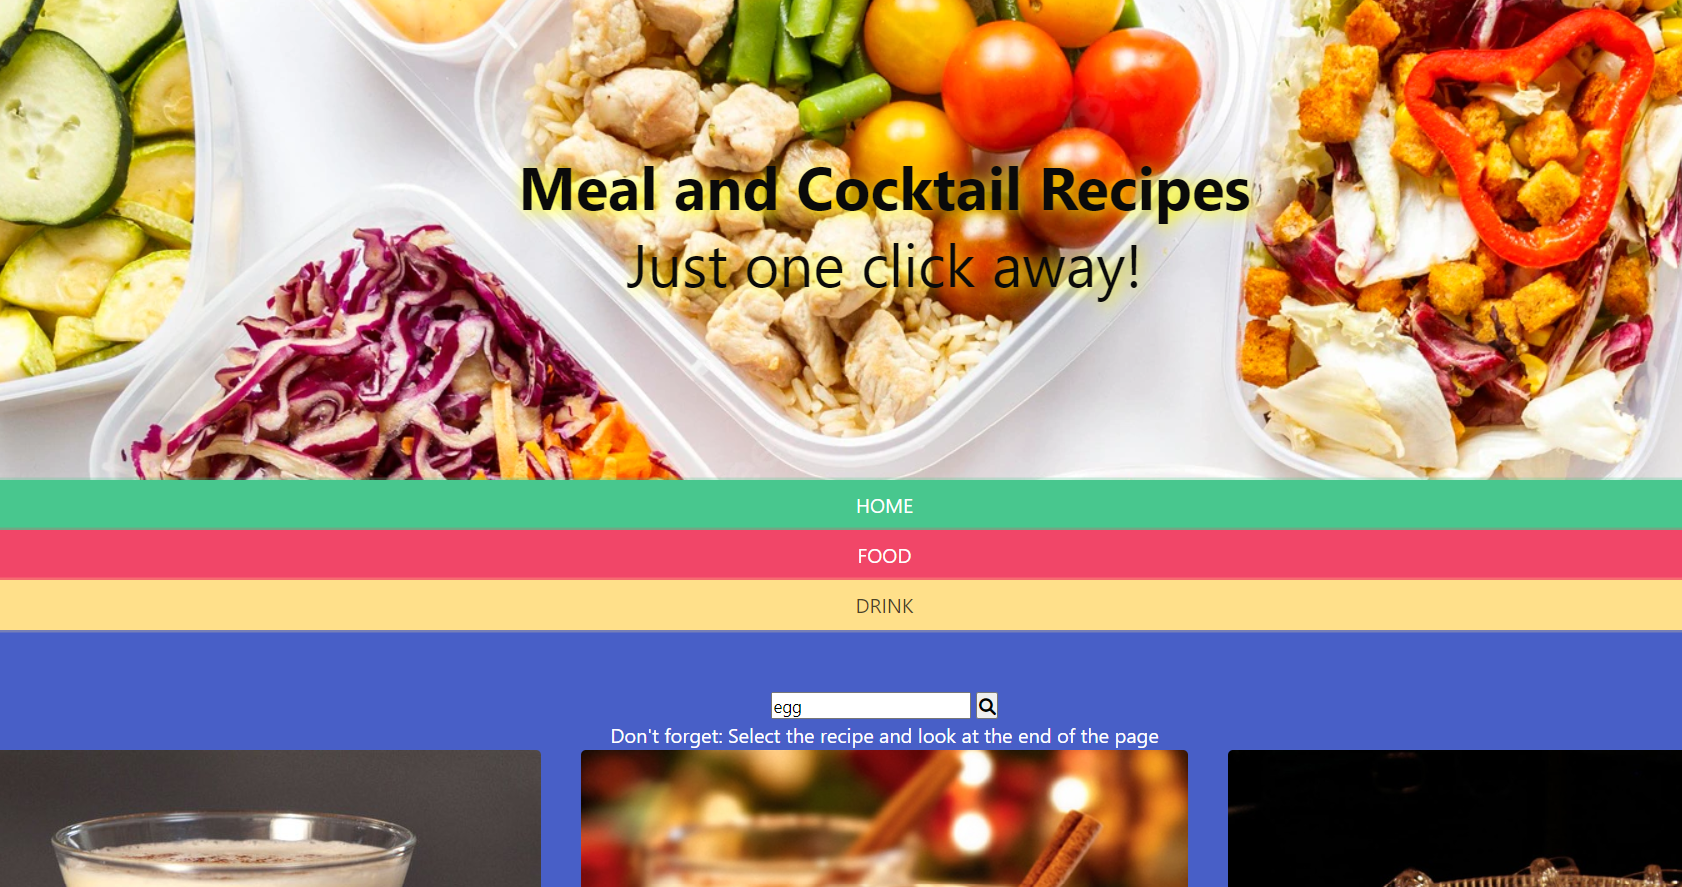 Meal and Cocktail Recipes
Just one click away!
HOME
FOOD
DRINK
egg
Don't forget: Select the recipe and look at the end of the page